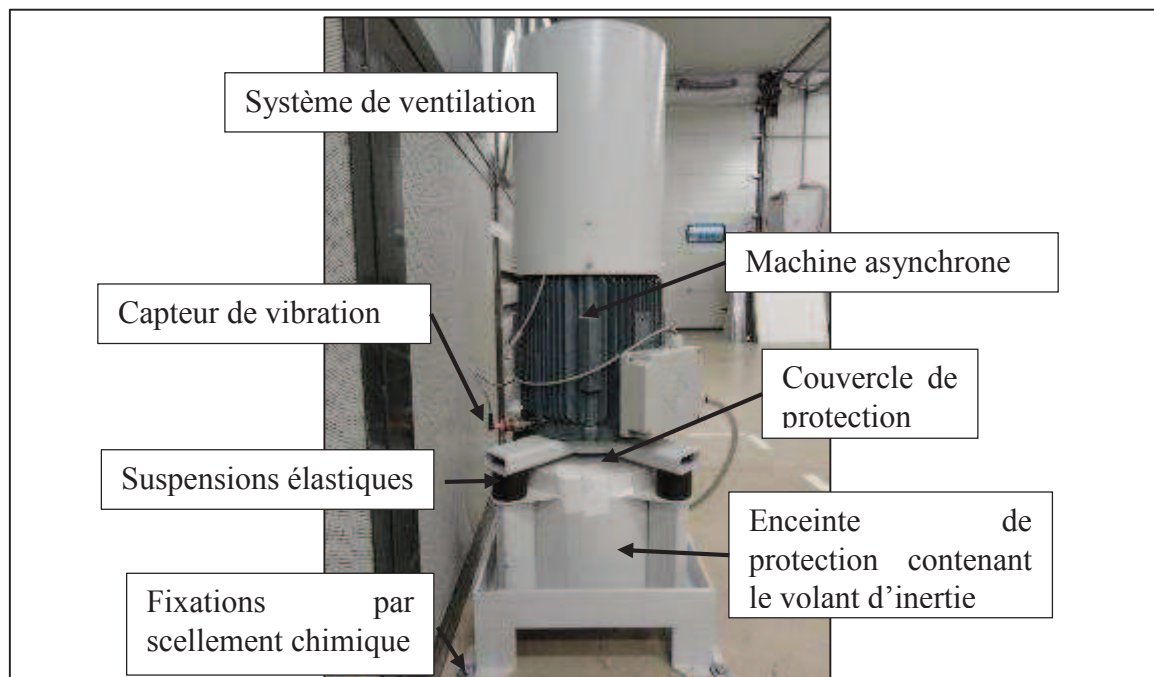 Système de ventilation
Machine asynchrone
Capteur de vibration
Couvercle de
protection
Suspensions élastiques
Enceinte de
protection contenant
le volant d'inertie
Fixations par
scellement chimique